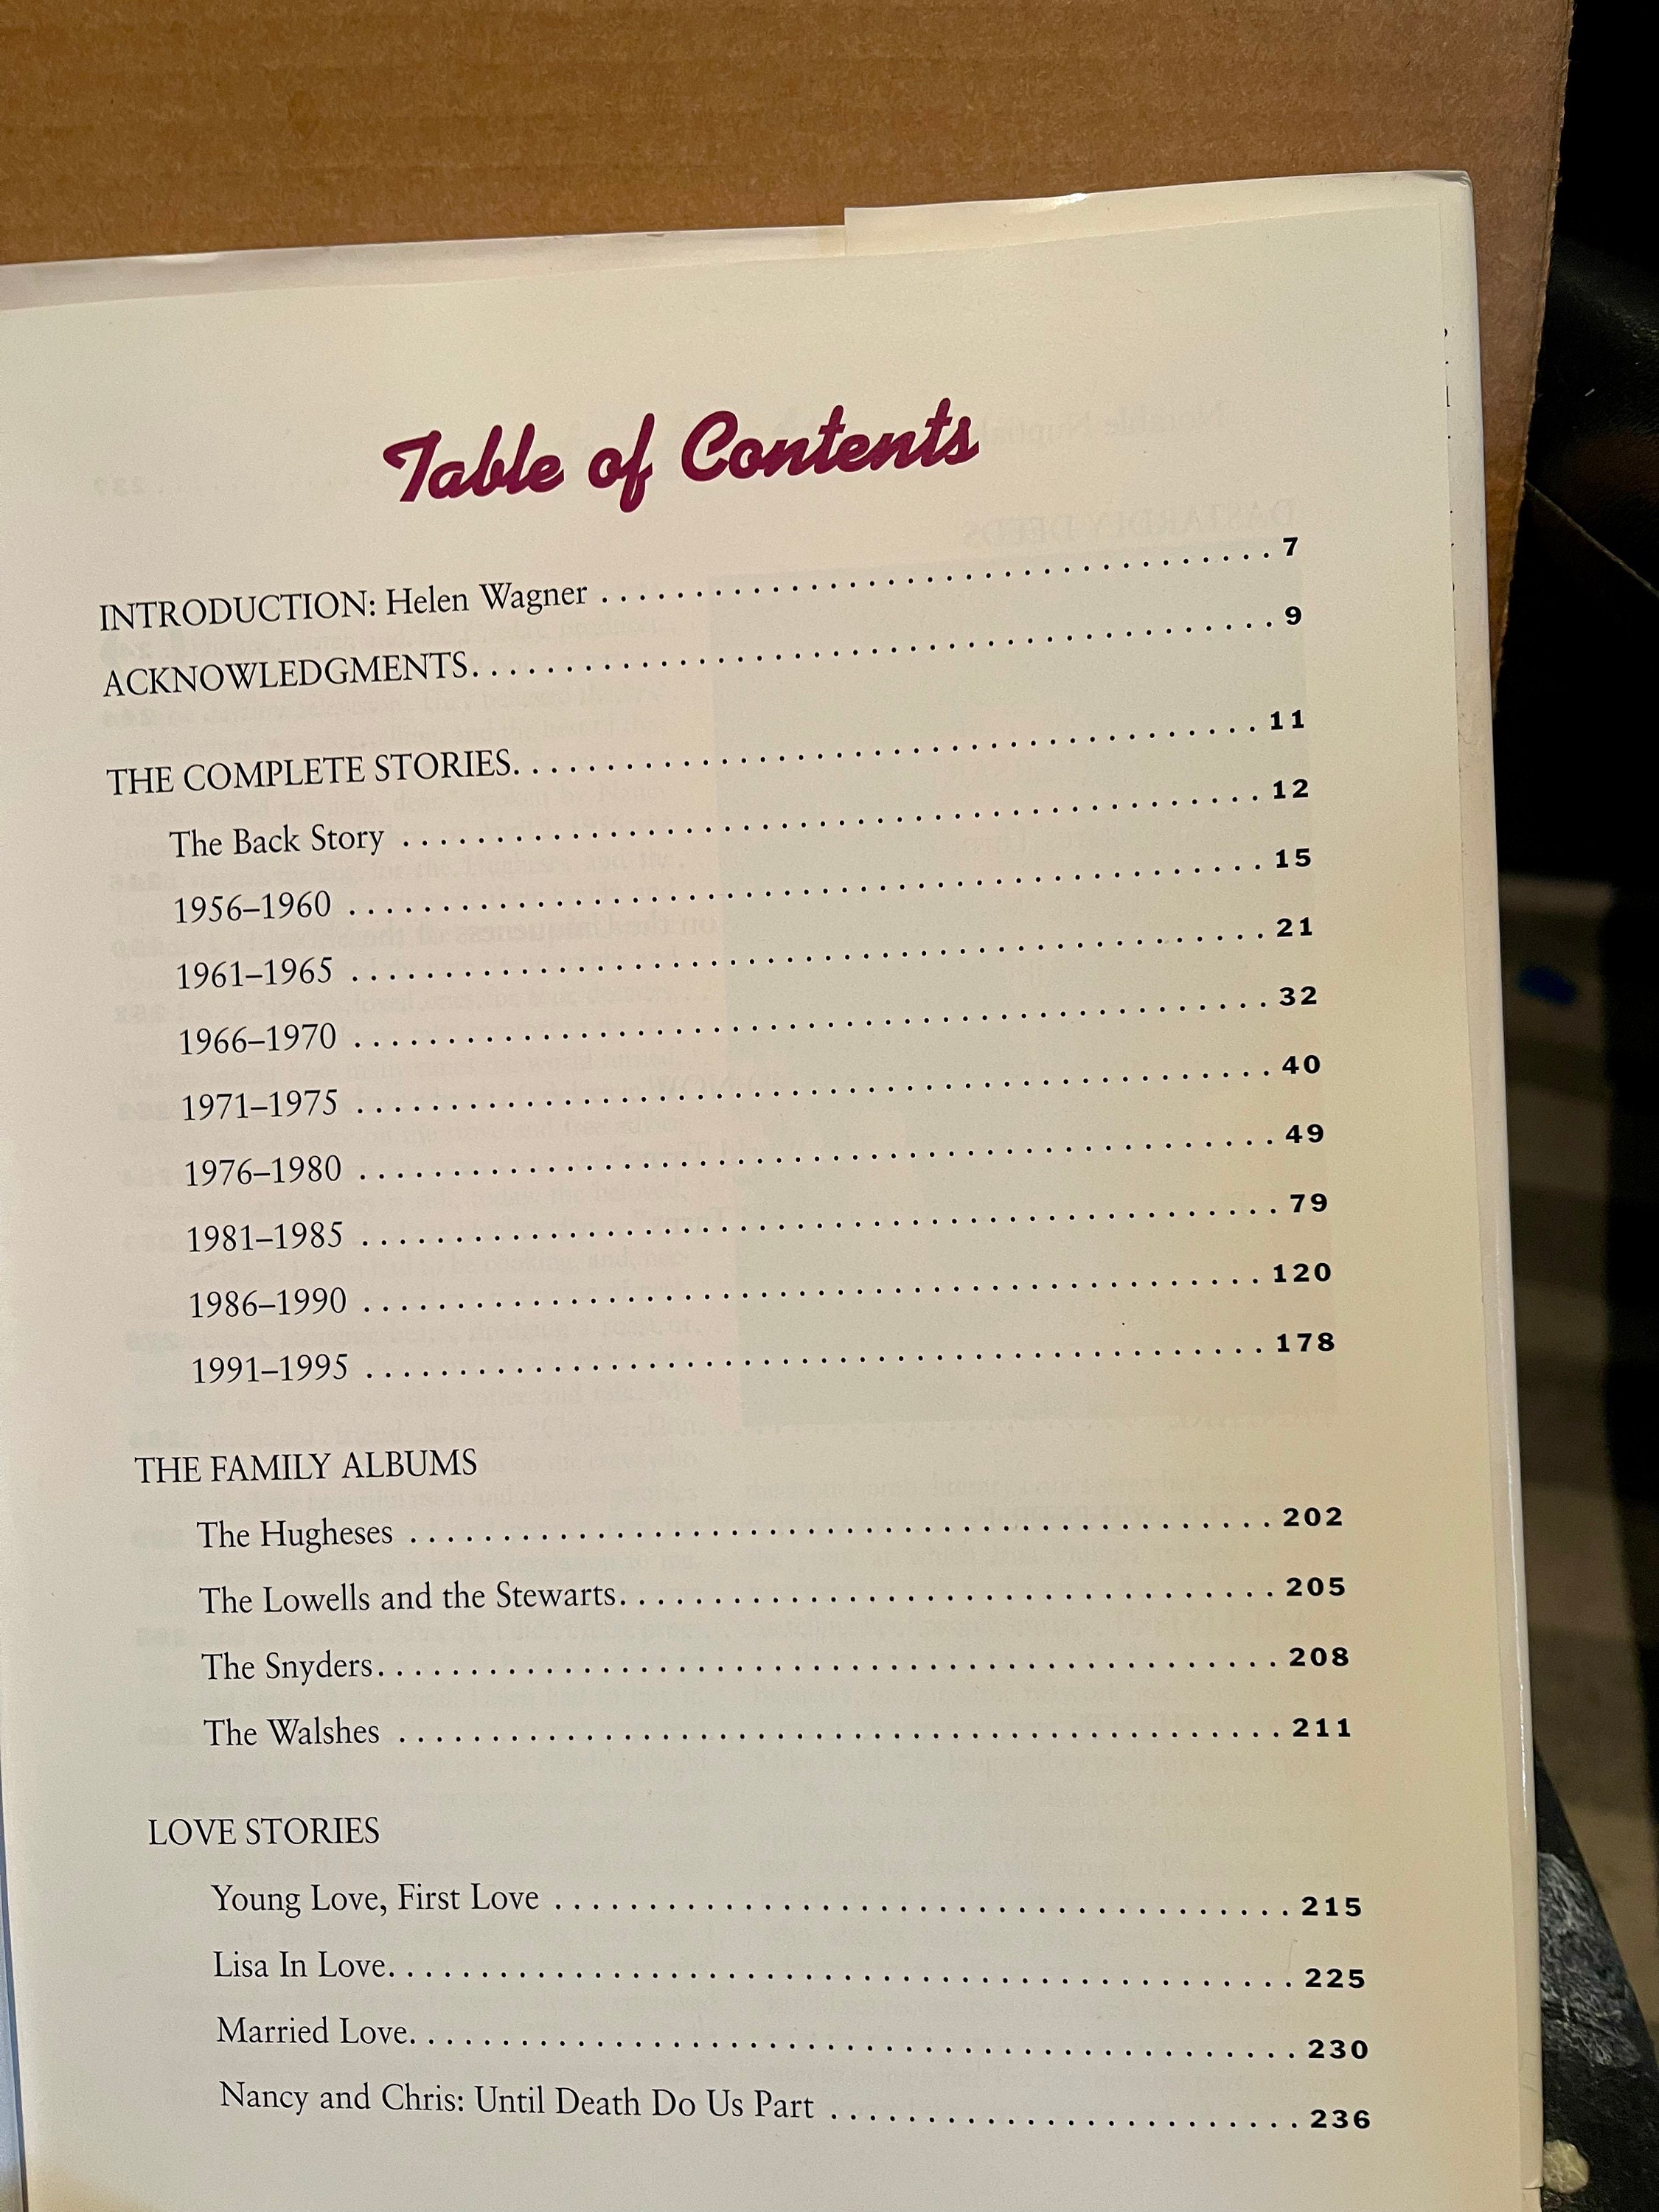 Table of Contents
INTRODUCTION: Helen Wagner . . . . . . . . . . . . . . . . . . . . . . . . . . . . . . . . . . . . . . . . . . . 7
ACKNOWLEDGMENTS. . . . . . . . . . . . . . . . . . . . . . . . . . . . . . . . . . . . . . . . . . . . . . . . . . . 9
THE COMPLETE STORIES. . . . . . . . . . . . . . . . . . . . . . . . . . . . . . . . . . . . . . . . . . . . . . . . 11
The Back Story . . . . . . . . . . . . . . . . . . . . . . . . . . . . . . . . . . . . . . . . . . . . . . . . . . . . . . . 12
1956–1960 . . . . . . . . . . . . . . . . . . . . . . . . . . . . . . . . . . . . . . . . . . . . . . . . . . . . . . . . . . 15
1961–1965 . . . . . . . . . . . . . . . . . . . . . . . . . . . . . . . . . . . . . . . . . . . . . . . . . . . . . . . . . . 21
1966–1970 . . . . . . . . . . . . . . . . . . . . . . . . . . . . . . . . . . . . . . . . . . . . . . . . . . . . . . . . . . 32
1971–1975 . . . . . . . . . . . . . . . . . . . . . . . . . . . . . . . . . . . . . . . . . . . . . . . . . . . . . . . . . . 40
1976–1980 . . . . . . . . . . . . . . . . . . . . . . . . . . . . . . . . . . . . . . . . . . . . . . . . . . . . . . . . . . 49
1981–1985 . . . . . . . . . . . . . . . . . . . . . . . . . . . . . . . . . . . . . . . . . . . . . . . . . . . . . . . . . . 79
1986–1990 . . . . . . . . . . . . . . . . . . . . . . . . . . . . . . . . . . . . . . . . . . . . . . . . . . . . . . . . . 120
1991–1995 . . . . . . . . . . . . . . . . . . . . . . . . . . . . . . . . . . . . . . . . . . . . . . . . . . . . . . . . . 178
THE FAMILY ALBUMS
The Hugheses . . . . . . . . . . . . . . . . . . . . . . . . . . . . . . . . . . . . . . . . . . . . . . . . . . . . . . . 202
The Lowells and the Stewarts. . . . . . . . . . . . . . . . . . . . . . . . . . . . . . . . . . . . . . . . . . 205
The Snyders. . . . . . . . . . . . . . . . . . . . . . . . . . . . . . . . . . . . . . . . . . . . . . . . . . . . . . . . . 208
The Walshes . . . . . . . . . . . . . . . . . . . . . . . . . . . . . . . . . . . . . . . . . . . . . . . . . . . . . . . . 211
LOVE STORIES
Young Love, First Love . . . . . . . . . . . . . . . . . . . . . . . . . . . . . . . . . . . . . . . . . . . . . . . 215
Lisa In Love. . . . . . . . . . . . . . . . . . . . . . . . . . . . . . . . . . . . . . . . . . . . . . . . . . . . . . . . . 225
Married Love. . . . . . . . . . . . . . . . . . . . . . . . . . . . . . . . . . . . . . . . . . . . . . . . . . . . . . . . 230
Nancy and Chris: Until Death Do Us Part . . . . . . . . . . . . . . . . . . . . . . . . . . . . . . 236